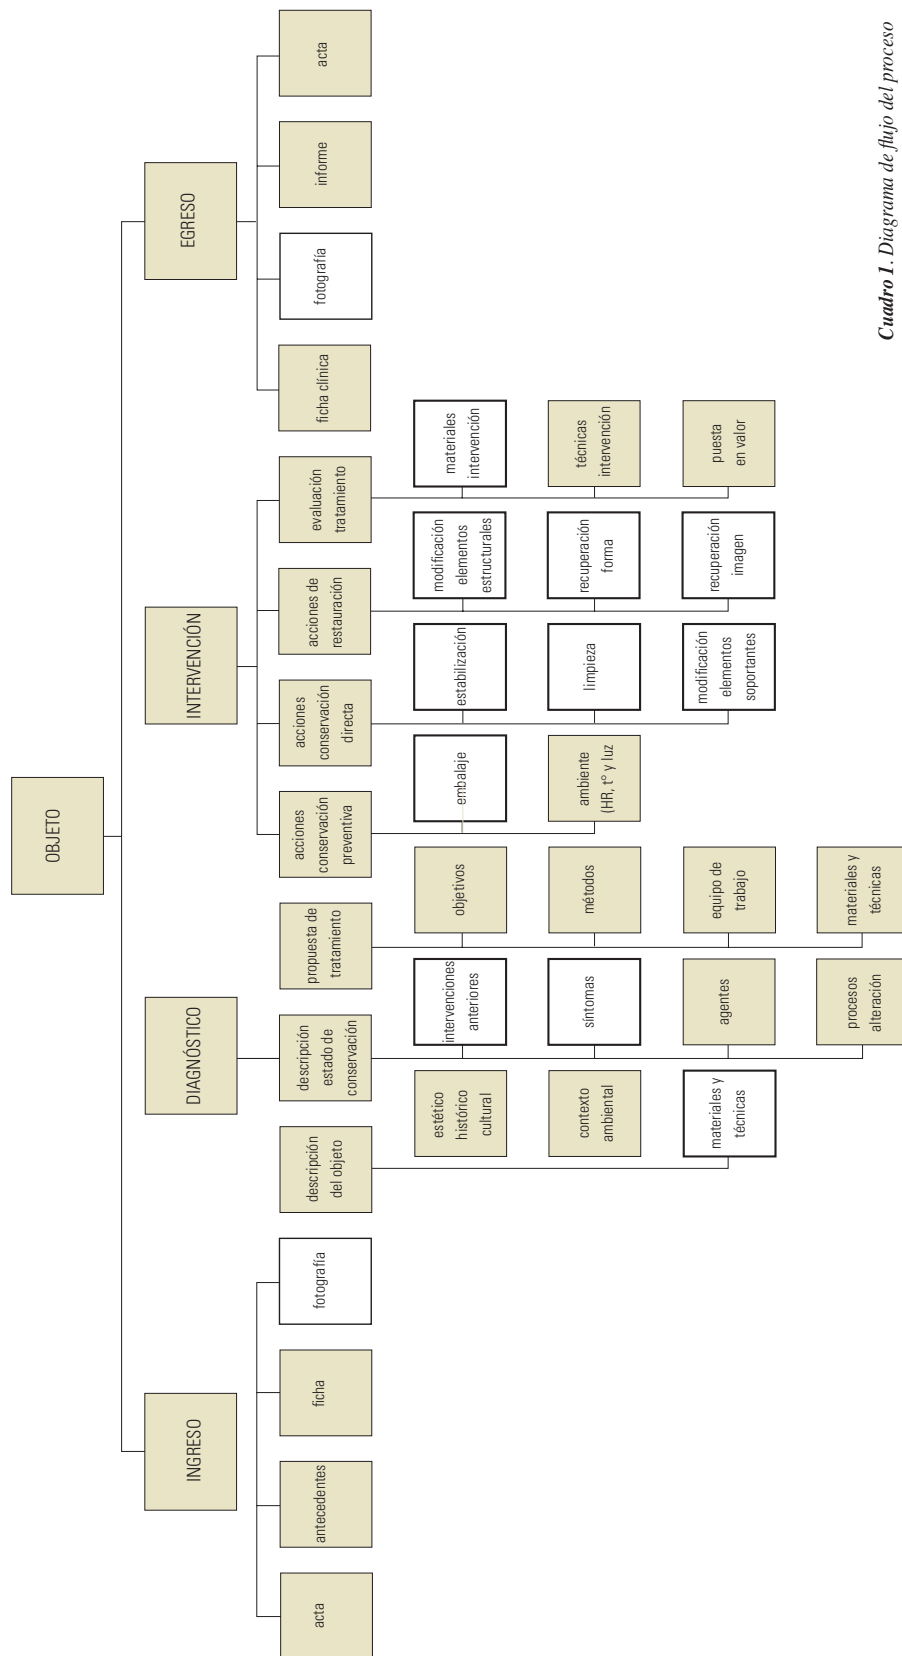 OBJETO
INGRESO
DIAGNÓSTICO
INTERVENCIÓN
EGRESO
acta
antecedentes
ficha
fotografía
descripción
del objeto
descripción
estado de
conservación
propuesta de
tratamiento
acciones
conservación
preventiva
acciones
conservación
directa
acciones de
restauración
evaluación
tratamiento
ficha clínica
fotografía
informe
acta
estético
histórico
cultural
intervenciones
anteriores
objetivos
embalaje
estabilización
modificación
elementos
estructurales
materiales
intervención
contexto
ambiental
síntomas
métodos
ambiente
(HR, tº y luz
limpieza
recuperación
forma
técnicas
intervención
materiales y
técnicas
agentes
equipo de
trabajo
modificación
elementos
soportantes
recuperación
imagen
puesta
en valor
procesos
alteración
materiales y
técnicas
Cuadro 1. Diagrama de flujo del proceso